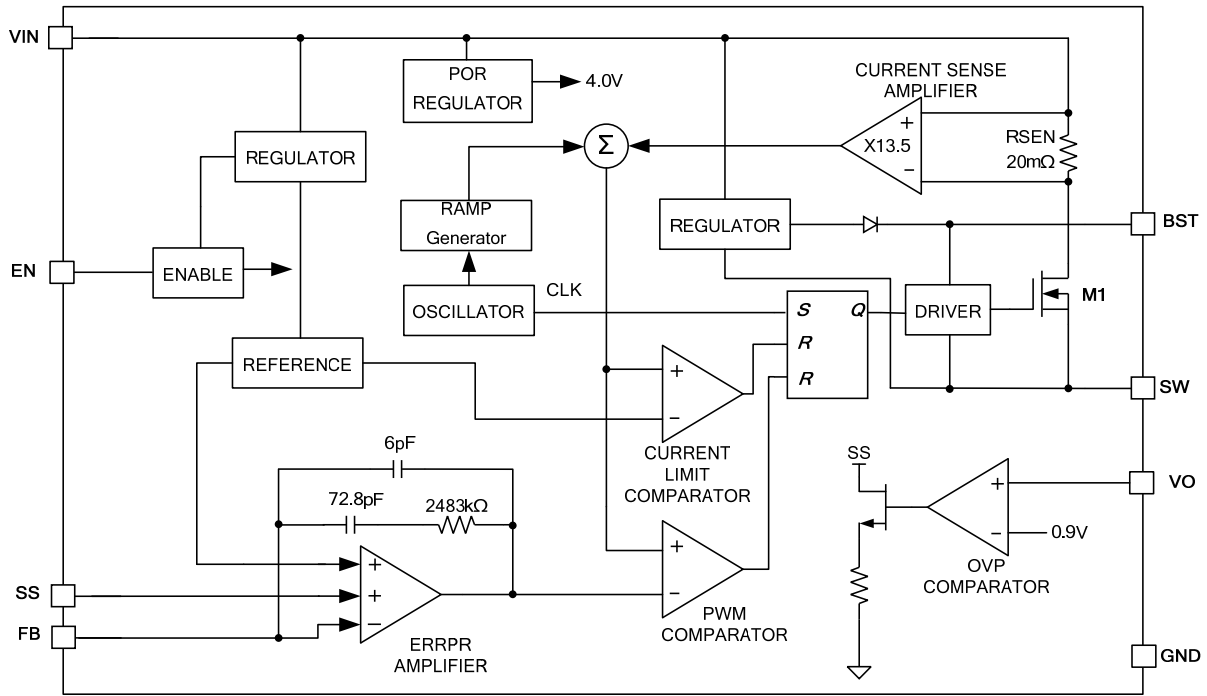 VIN
POR
REGULATOR
4.0V
CURRENT SENSE
AMPLIFIER
+
X13.5
−
RSEN
20mΩ
REGULATOR
Σ
RAMP
Generator
REGULATOR
BST
EN
ENABLE
OSCILLATOR
CLK
S
Q
R
R
DRIVER
M1
REFERENCE
+
−
SW
CURRENT
LIMIT
COMPARATOR
6pF
72.8pF
2483kΩ
SS
+
−
0.9V
VO
OVP
COMPARATOR
+
+
−
SS
FB
ERRPR
AMPLIFIER
+
−
PWM
COMPARATOR
GND